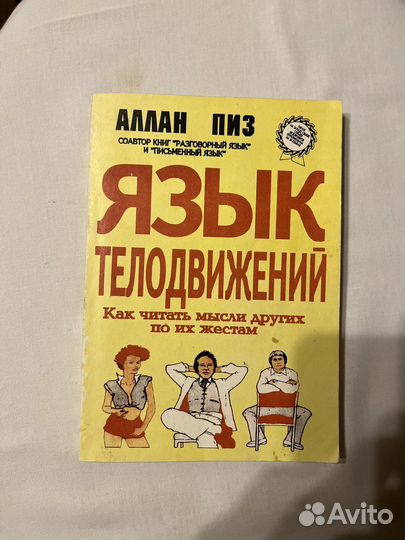 АЛЛАН ПИЗ
СОАВТОР КНИГ "РАЗГОВОРНЫЙ ЯЗЫК"
И "ПИСЬМЕННЫЙ ЯЗЫК"
ЯЗЫК
ТЕЛОДВИЖЕНИЙ
Как читать мысли других
по их жестам
Avito